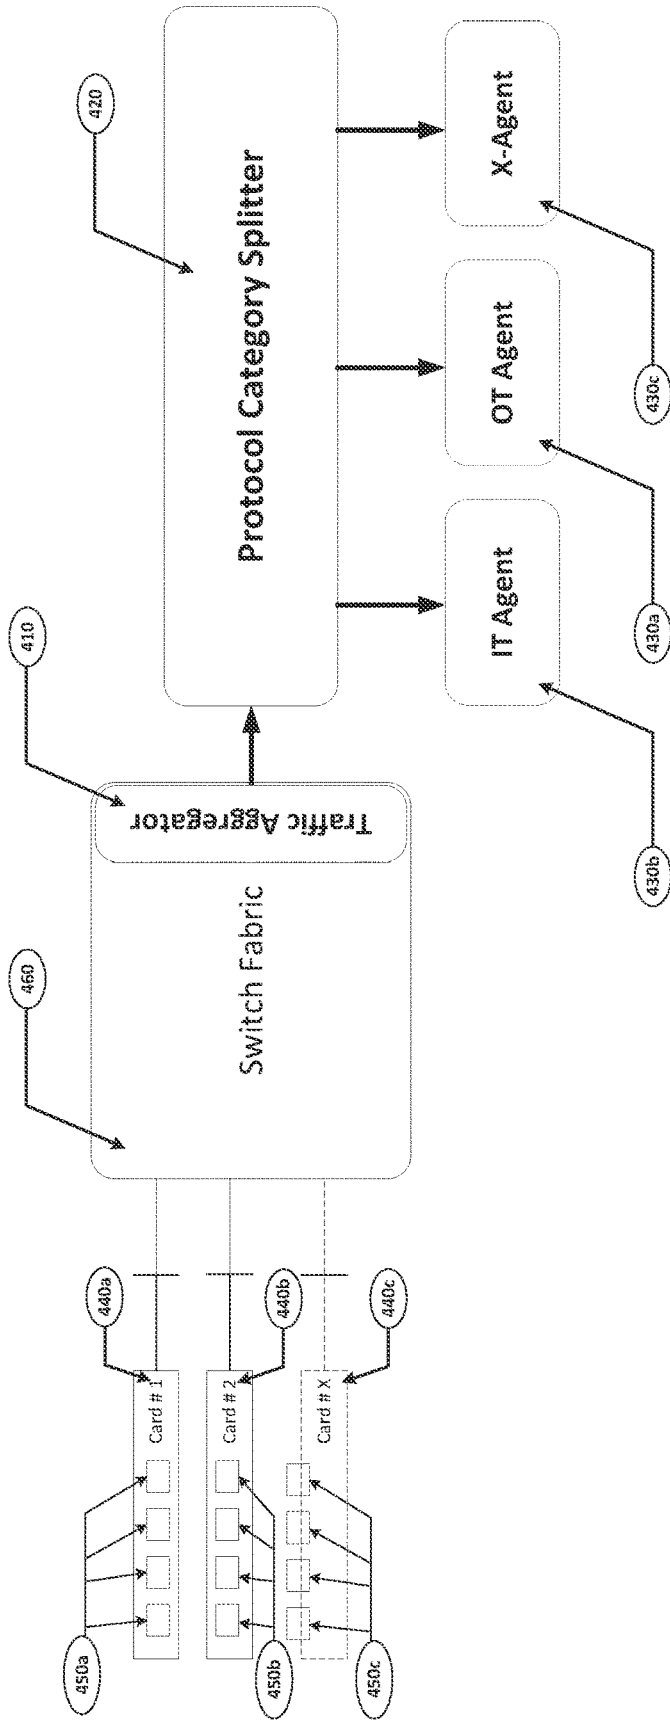 450a
450b
450c
Card # 1
Card # 2
Card # X
440a
440b
440c
460
Switch Fabric
410
Traffic Aggregator
420
Protocol Category Splitter
IT Agent
OT Agent
X-Agent
430b
430a
430c